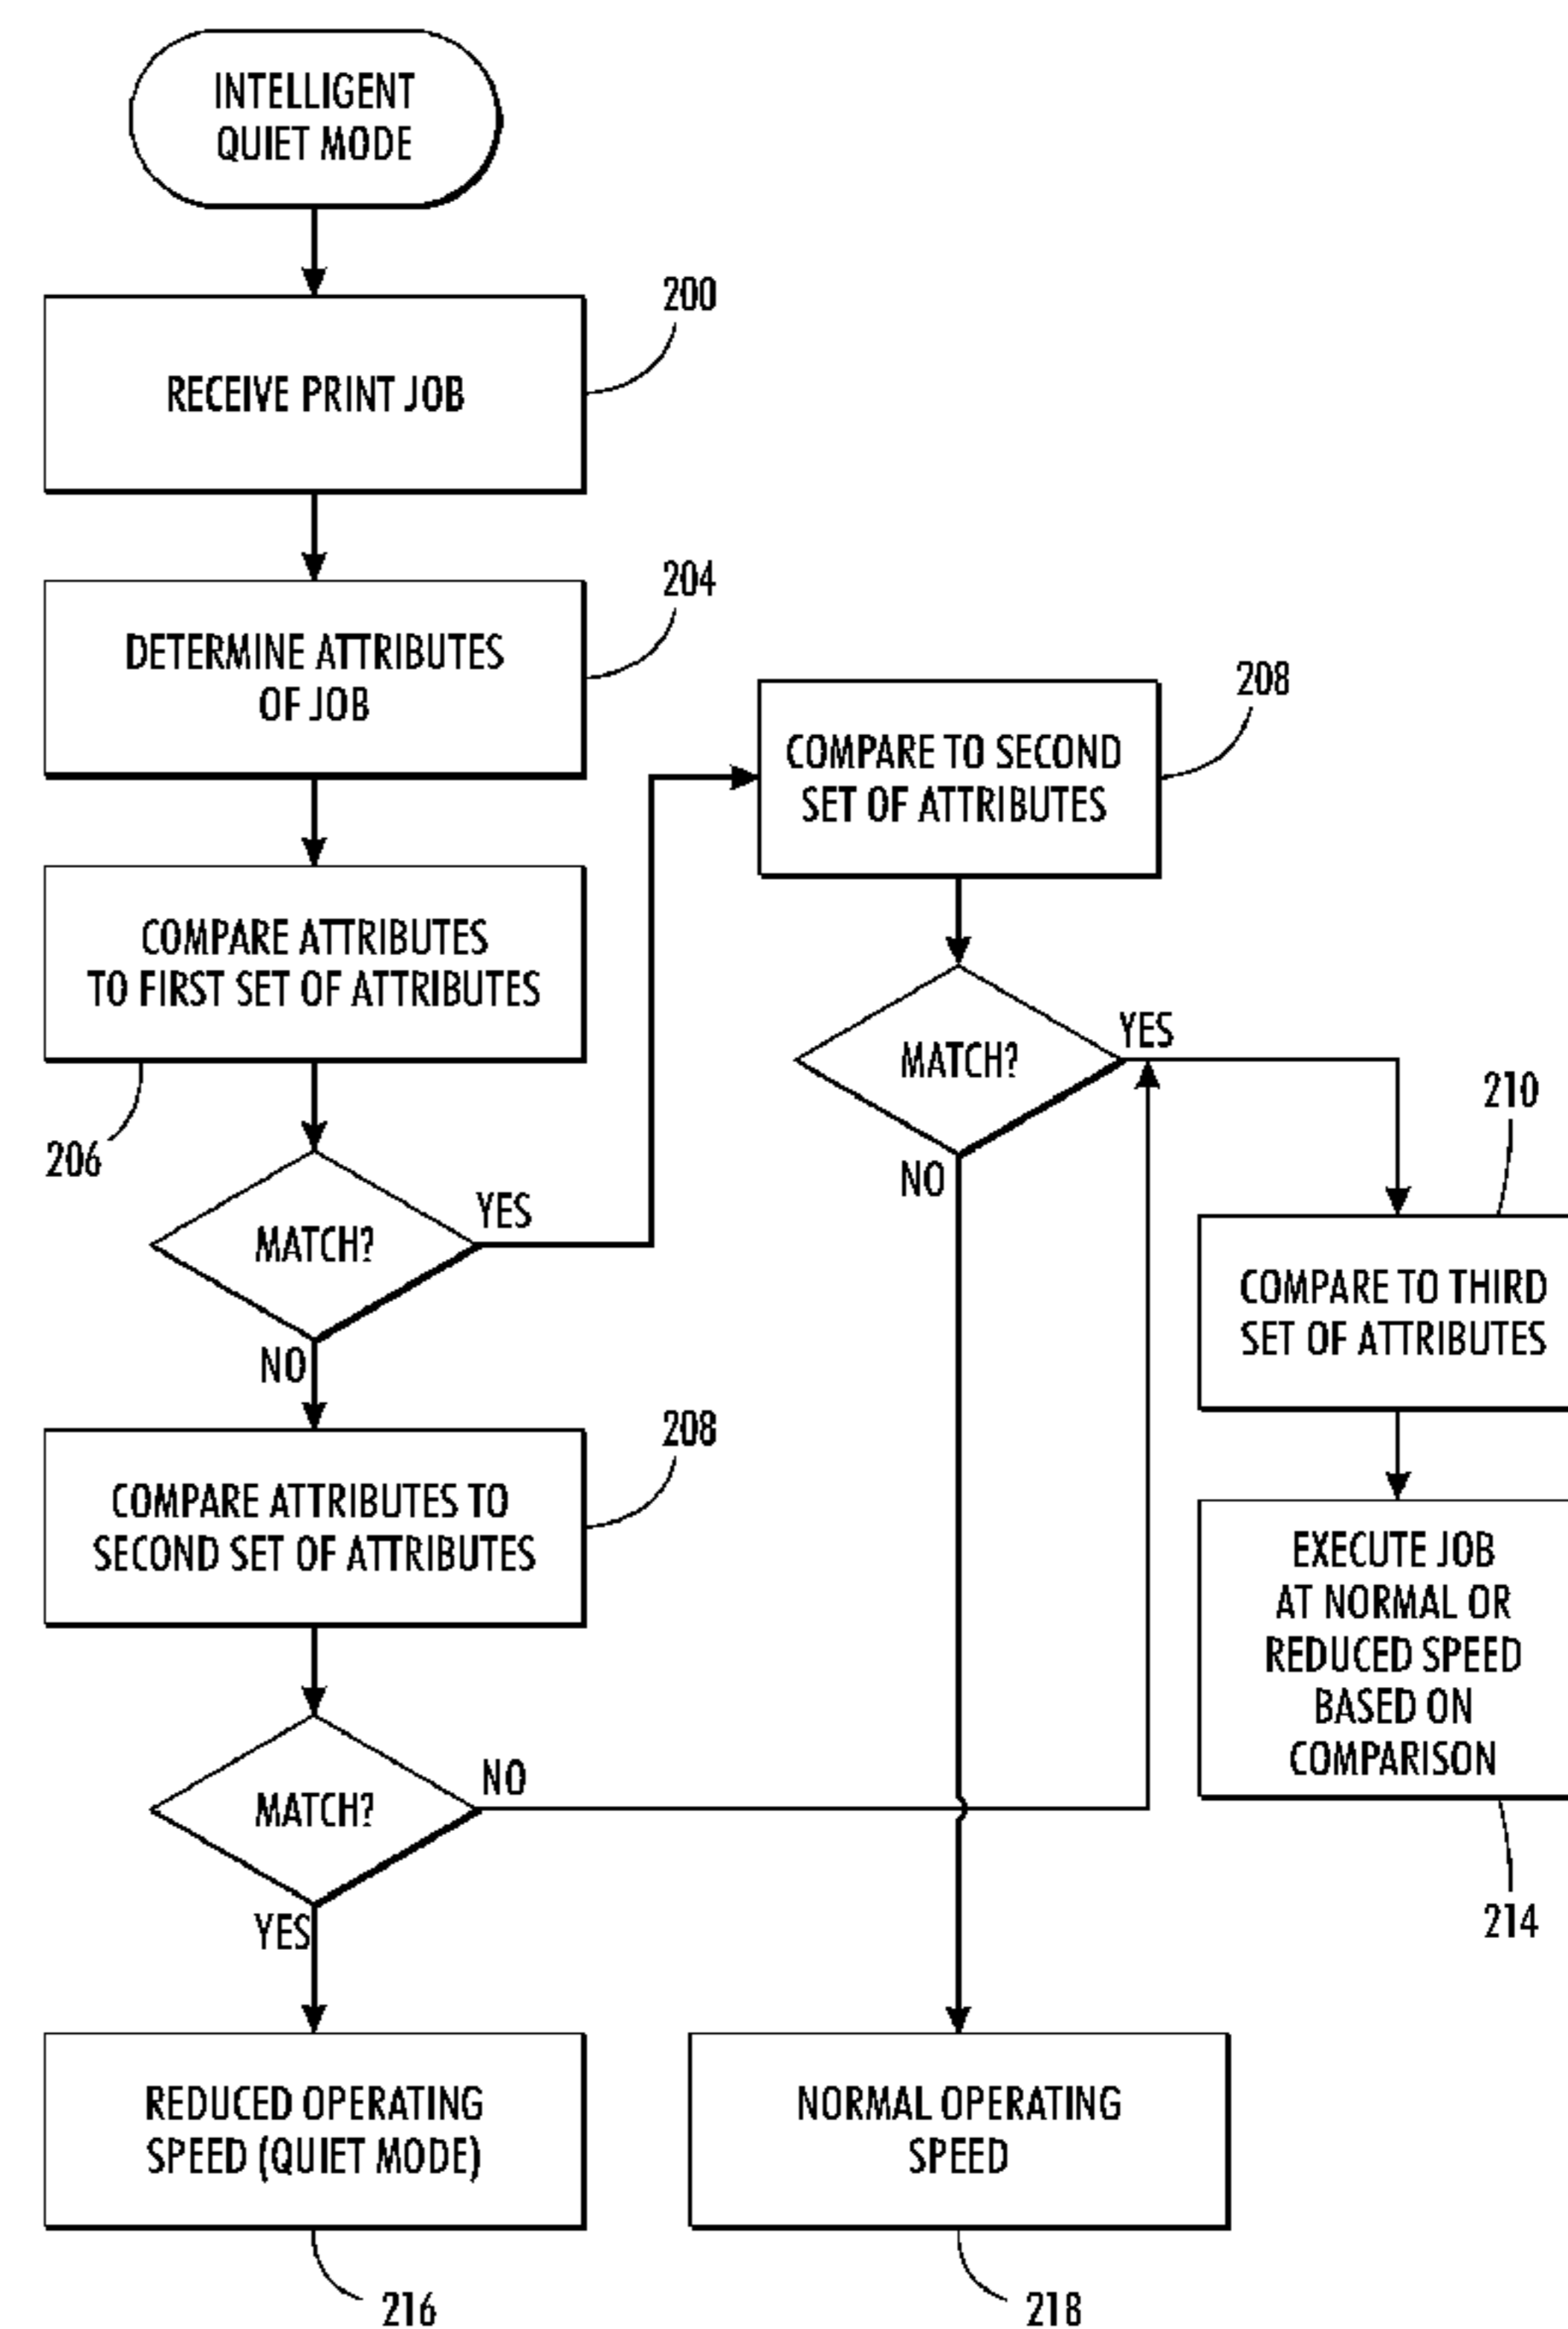 INTELLIGENT
QUIET MODE
200
RECEIVE PRINT JOB
204
DETERMINE ATTRIBUTES
OF JOB
208
COMPARE TO SECOND
SET OF ATTRIBUTES
COMPARE ATTRIBUTES
TO FIRST SET OF ATTRIBUTES
206
MATCH?
YES
NO
MATCH?
YES
NO
210
COMPARE TO THIRD
SET OF ATTRIBUTES
208
COMPARE ATTRIBUTES TO
SECOND SET OF ATTRIBUTES
EXECUTE JOB
AT NORMAL OR
REDUCED SPEED
BASED ON
COMPARISON
214
MATCH?
NO
YES
REDUCED OPERATING
SPEED (QUIET MODE)
216
NORMAL OPERATING
SPEED
218